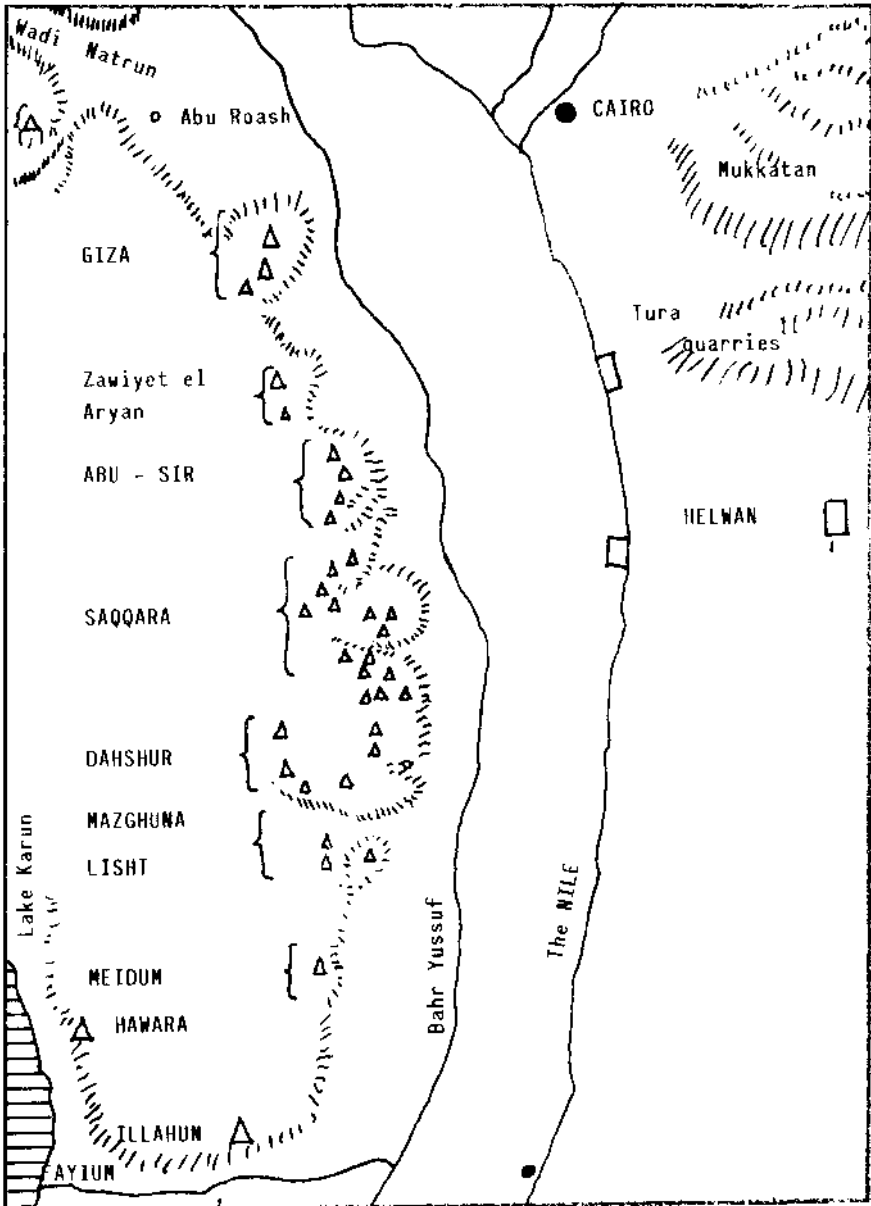 Wadi
Natrun
Abu Roash
CAIRO
Mukkatan
GIZA
Tura
quarries
Zawiyet el
Aryan
ABU - SIR
HELWAN
SAQQARA
DAHSHUR
MAZGHUNA
LISHT
Lake Karun
Bahr Yussuf
The NILE
MEIDUM
HAWARA
ILLAHUN
FAYIUM